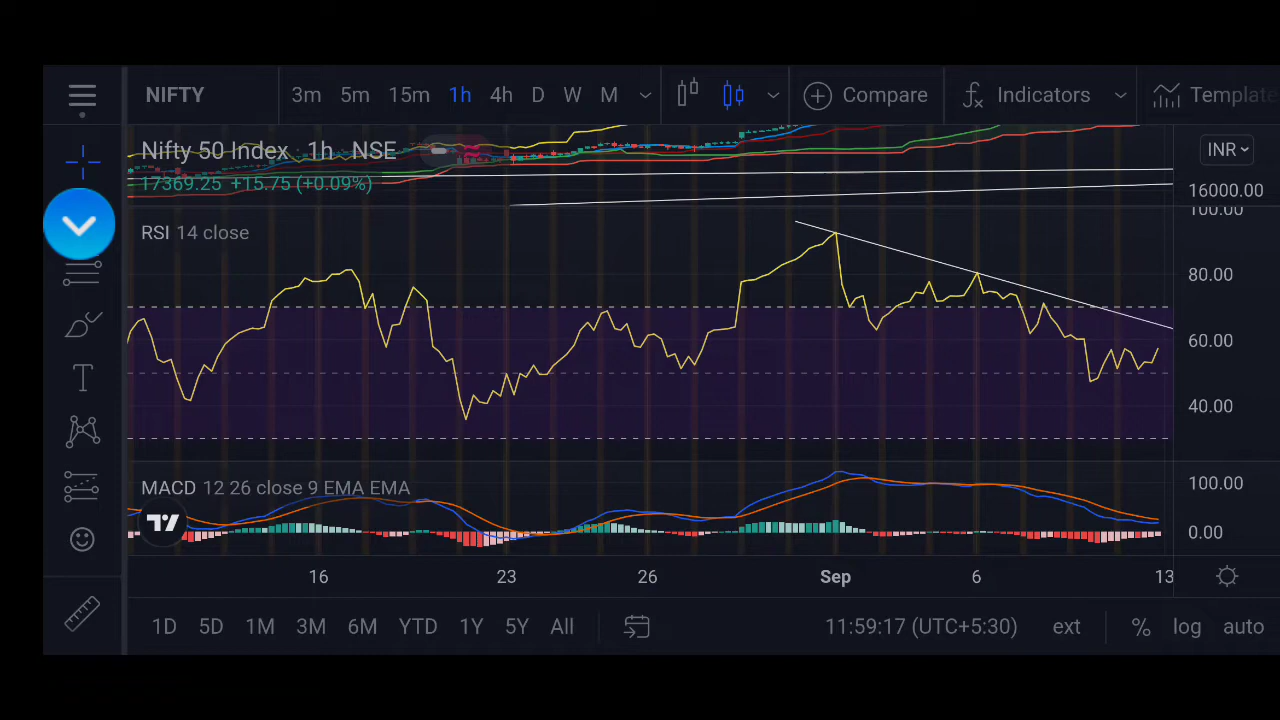 NIFTY 3m 5m 15m 1h 4h D W M Compare Indicators Template
Nifty 50 Index · 1h · NSE
INR
17369.25 +15.75 (+0.09%)
16000.00
100.00
RSI 14 close
80.00
60.00
40.00
MACD 12 26 close 9 EMA EMA
100.00
0.00
16 23 26 Sep 6 13
1D 5D 1M 3M 6M YTD 1Y 5Y All 11:59:17 (UTC+5:30) ext % log auto